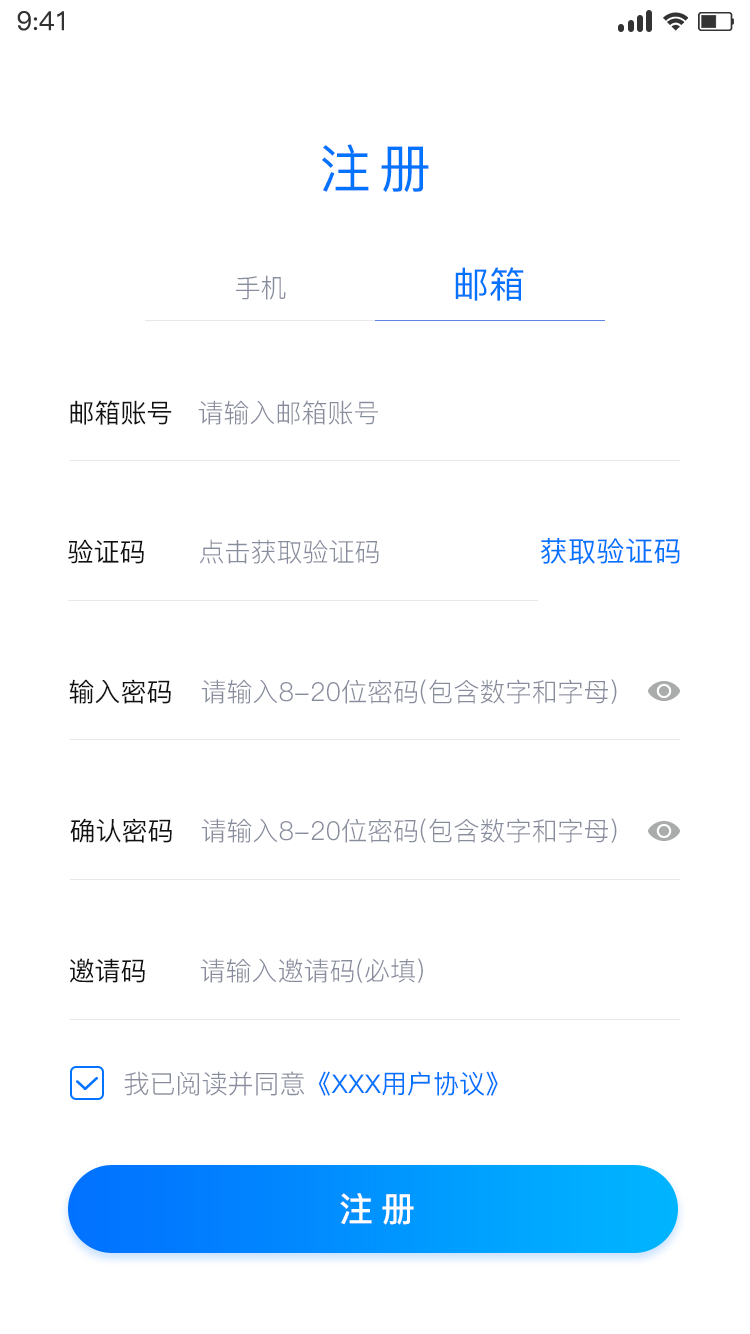 9:41
注册
手机 邮箱
邮箱账号 请输入邮箱账号
验证码 点击获取验证码 获取验证码
输入密码 请输入8-20位密码(包含数字和字母)
确认密码 请输入8-20位密码(包含数字和字母)
邀请码 请输入邀请码(必填)
我已阅读并同意《XXX用户协议》
注册